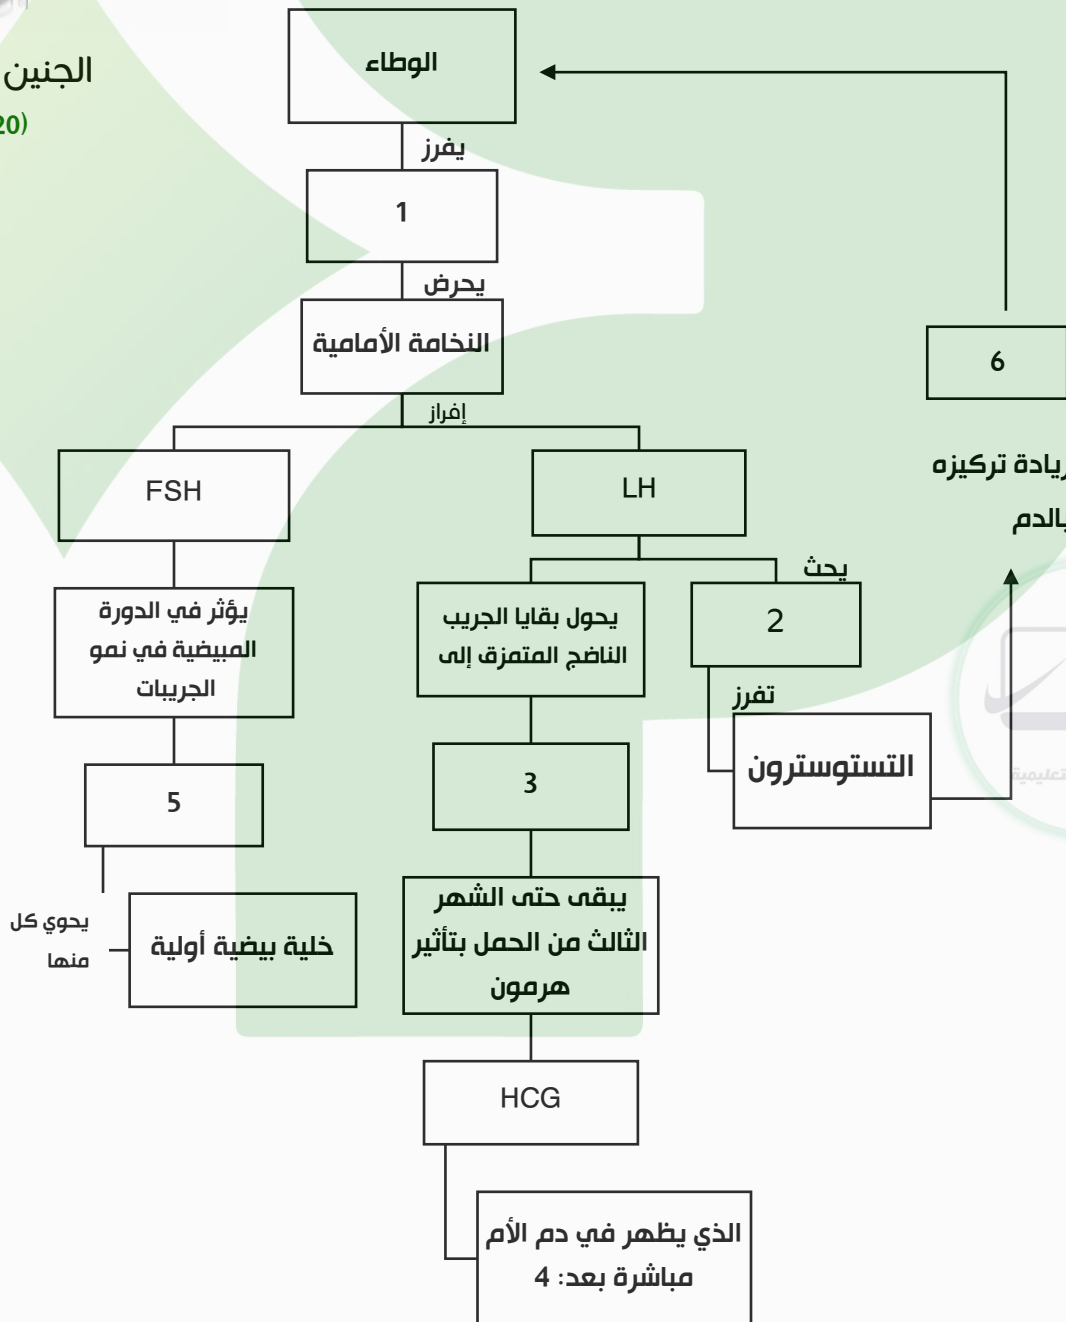 الجنين
20)
الوطاء
يفرز
1
يحرض
النخامة الأمامية
إفراز
FSH
LH
6
زيادة تركيزه
بالدم
يحث
2
تفرز
التستوسترون
يؤثر في الدورة
المبيضية في نمو
الجريبات
يحول بقايا الجريب
الناضج المتمزق إلى
5
3
يحوي كل
منها
خلية بيضية أولية
يبقى حتى الشهر
الثالث من الحمل بتأثير
هرمون
HCG
الذي يظهر في دم الأم
مباشرة بعد: 4